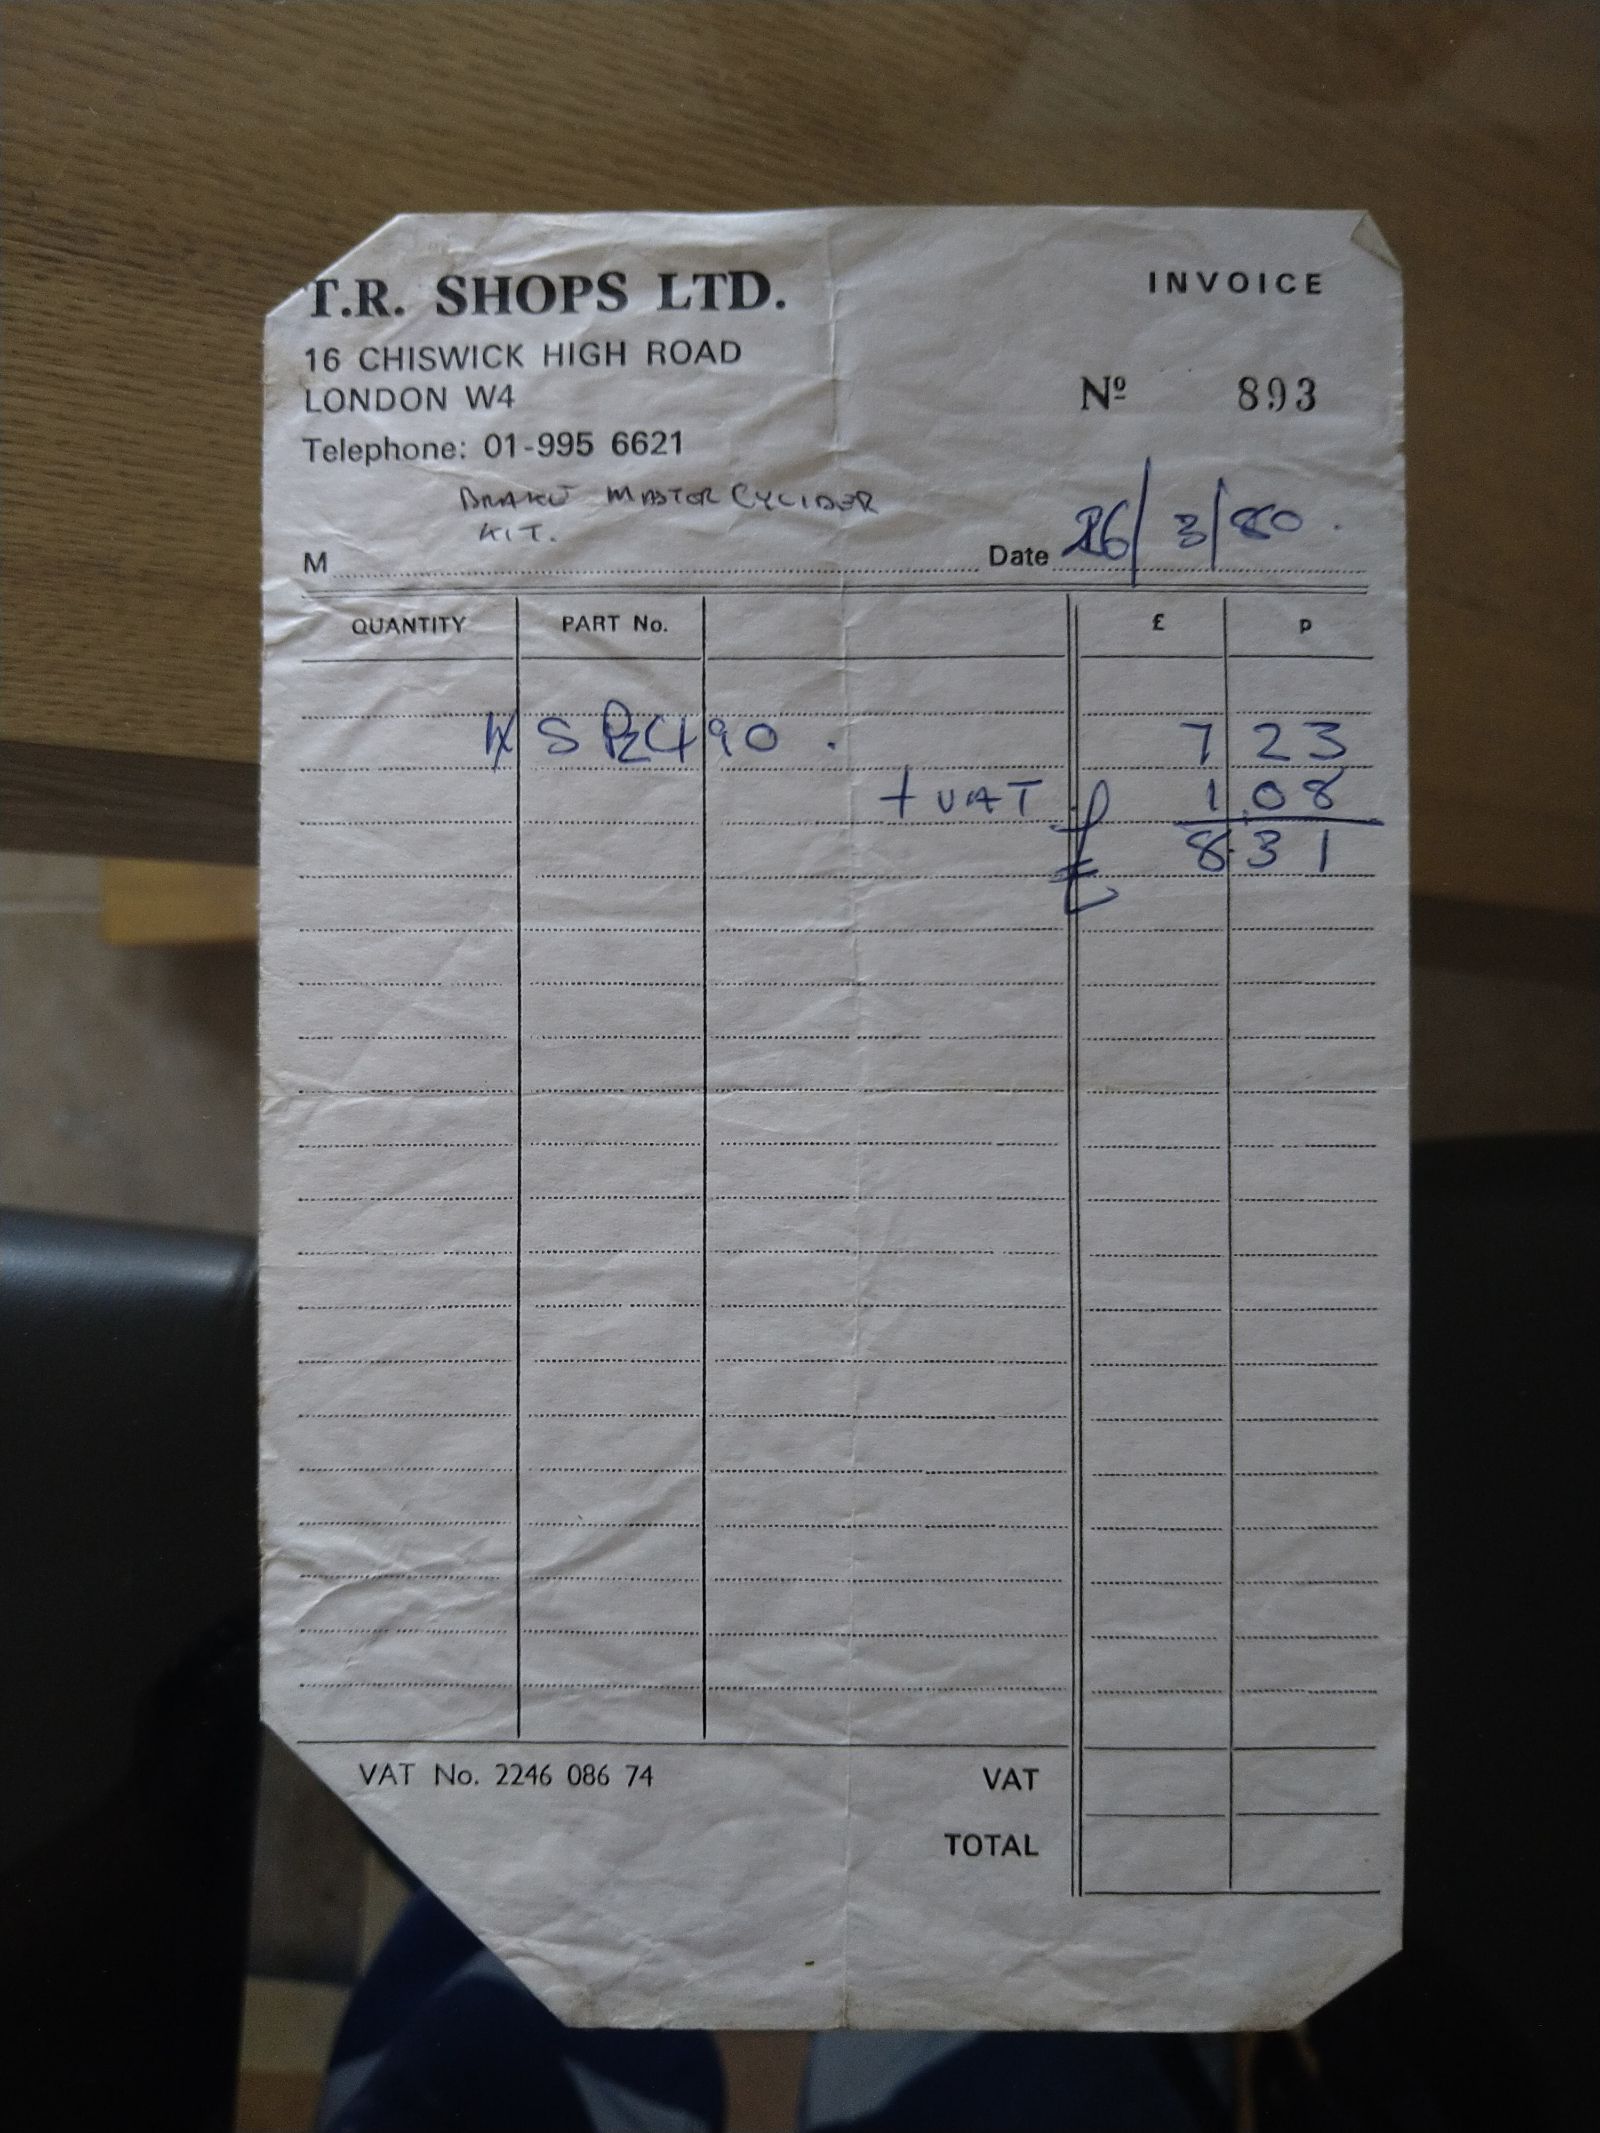 T.R. SHOPS LTD.
INVOICE
16 CHISWICK HIGH ROAD
LONDON W4
Nº 893
Telephone: 01-995 6621
BRAKE MASTER CYLIDER
KIT.
M
Date 26/3/80.
QUANTITY PART No. £ p
SP2490. 7 23
+ VAT 1.08
£ 8.31
VAT No. 2246 086 74 VAT
TOTAL